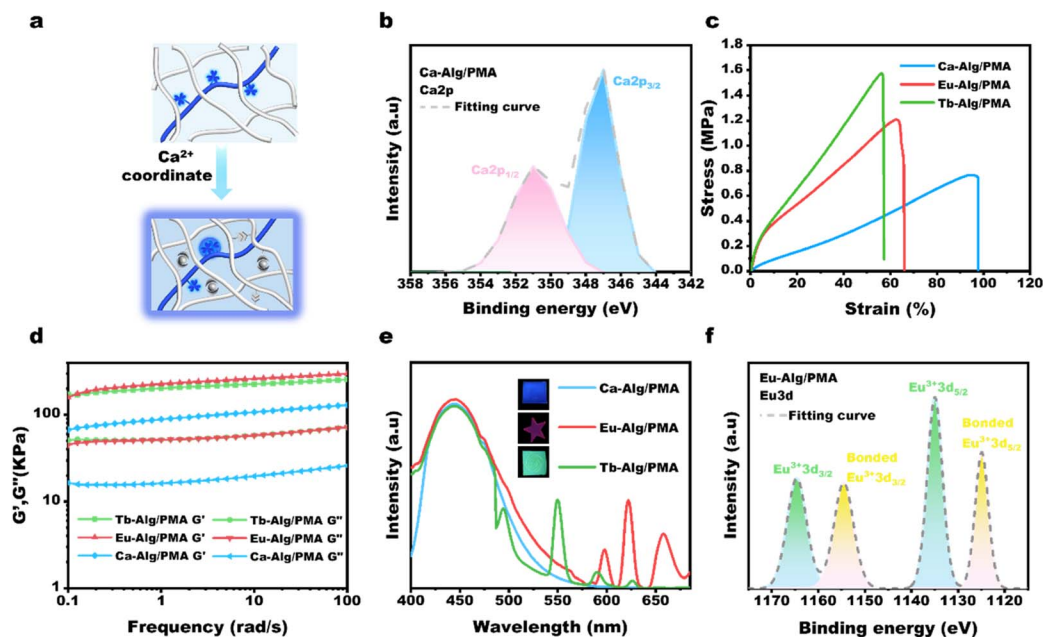 a
Ca²⁺
coordinate
b
Ca-Alg/PMA
Ca2p
Fitting curve
Ca2p₃/₂
Ca2p₁/₂
Intensity (a.u)
358 356 354 352 350 348 346 344 342
Binding energy (eV)
c
Ca-Alg/PMA
Eu-Alg/PMA
Tb-Alg/PMA
Stress (MPa)
1.8
1.6
1.4
1.2
1.0
0.8
0.6
0.4
0.2
0.0
0 20 40 60 80 100 120
Strain (%)
d
G',G''(KPa)
100
10
1
Tb-Alg/PMA G' Tb-Alg/PMA G''
Eu-Alg/PMA G' Eu-Alg/PMA G''
Ca-Alg/PMA G' Ca-Alg/PMA G''
0.1 1 10 100
Frequency (rad/s)
e
Ca-Alg/PMA
Eu-Alg/PMA
Tb-Alg/PMA
Intensity (a.u)
400 450 500 550 600 650
Wavelength (nm)
f
Eu-Alg/PMA
Eu3d
Fitting curve
Eu³⁺3d₅/₂
Bonded
Eu³⁺3d₅/₂
Eu³⁺3d₃/₂
Bonded
Eu³⁺3d₃/₂
Intensity (a.u)
1170 1160 1150 1140 1130 1120
Binding energy (eV)